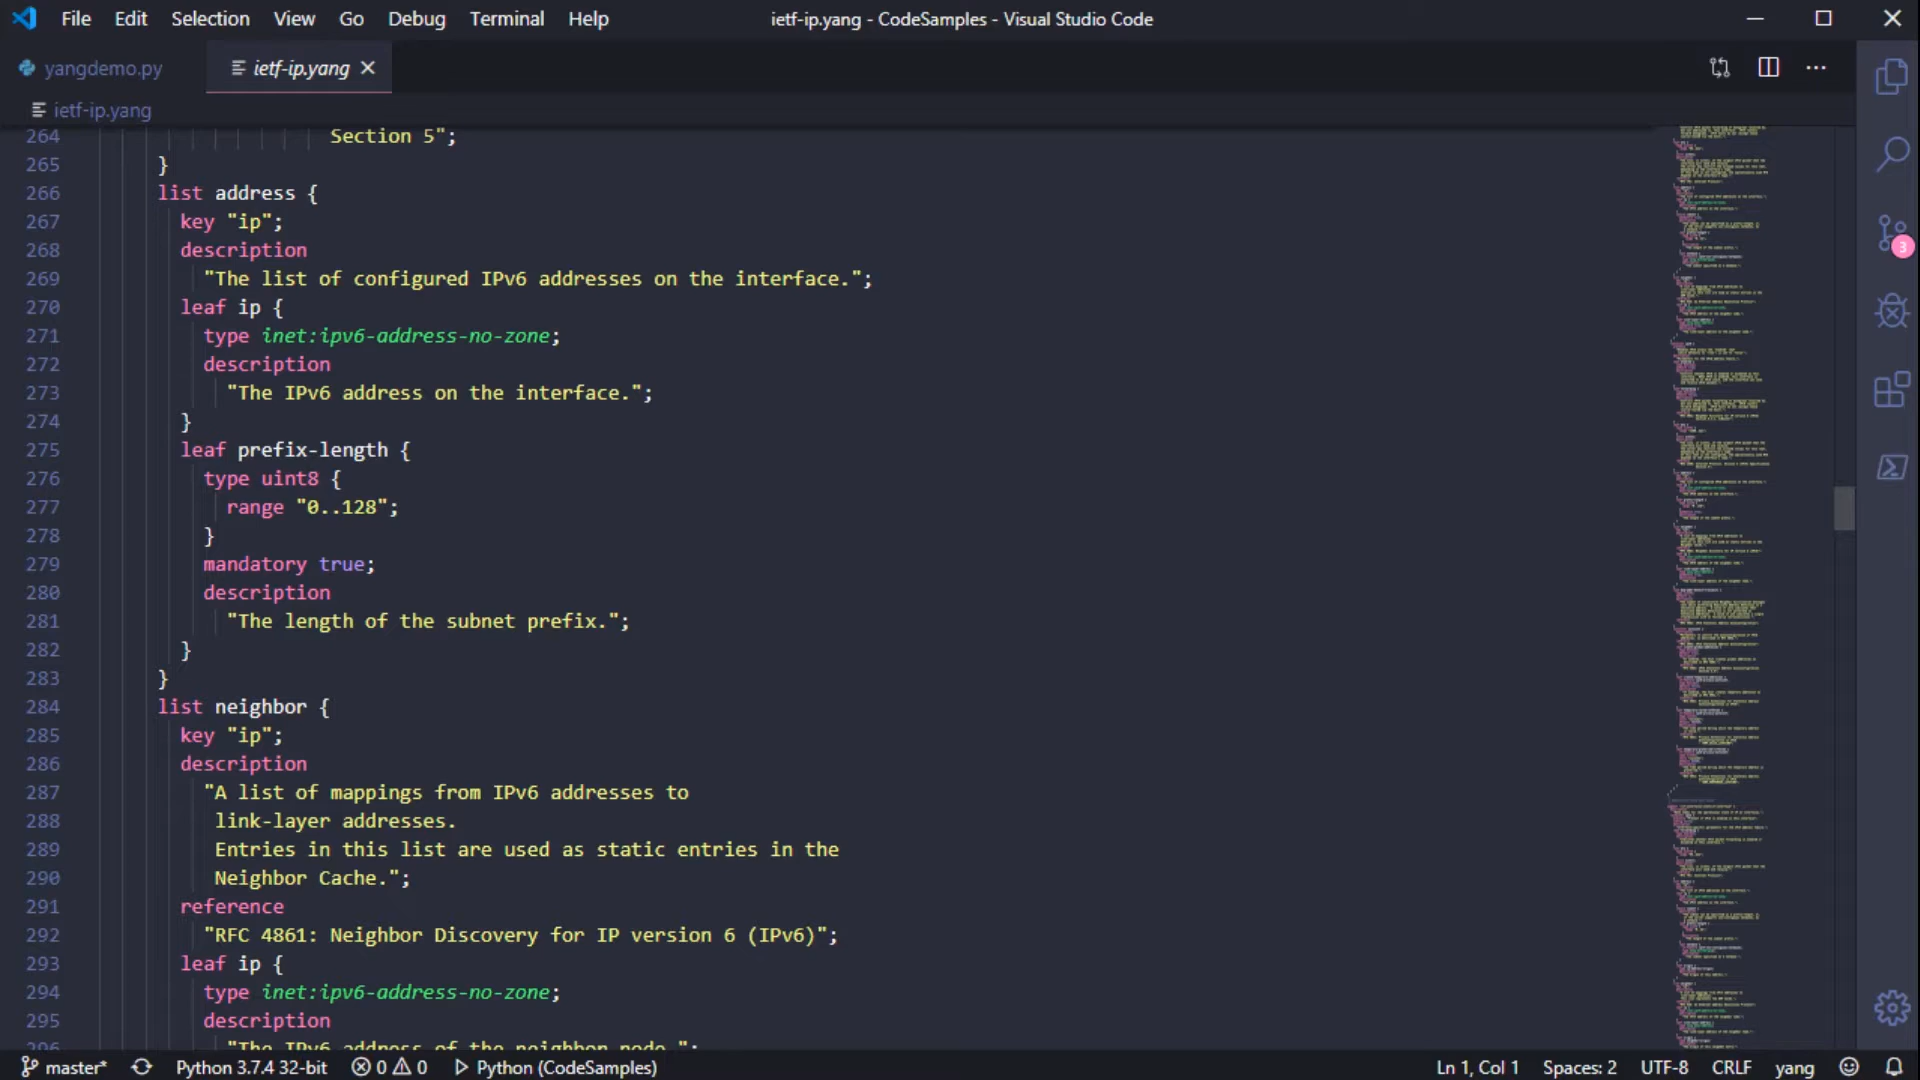 File Edit Selection View Go Debug Terminal Help ietf-ip.yang - CodeSamples - Visual Studio Code
yangdemo.py ietf-ip.yang
ietf-ip.yang
264 Section 5";
265 }
266 list address {
267 key "ip";
268 description
269 "The list of configured IPv6 addresses on the interface.";
270 leaf ip {
271 type inet:ipv6-address-no-zone;
272 description
273 "The IPv6 address on the interface.";
274 }
275 leaf prefix-length {
276 type uint8 {
277 range "0..128";
278 }
279 mandatory true;
280 description
281 "The length of the subnet prefix.";
282 }
283 }
284 list neighbor {
285 key "ip";
286 description
287 "A list of mappings from IPv6 addresses to
288 link-layer addresses.
289 Entries in this list are used as static entries in the
290 Neighbor Cache.";
291 reference
292 "RFC 4861: Neighbor Discovery for IP version 6 (IPv6)";
293 leaf ip {
294 type inet:ipv6-address-no-zone;
295 description
296 "The IPv6 address of the neighbor node.";
3
master* Python 3.7.4 32-bit 0 0 Python (CodeSamples) Ln 1, Col 1 Spaces: 2 UTF-8 CRLF yang